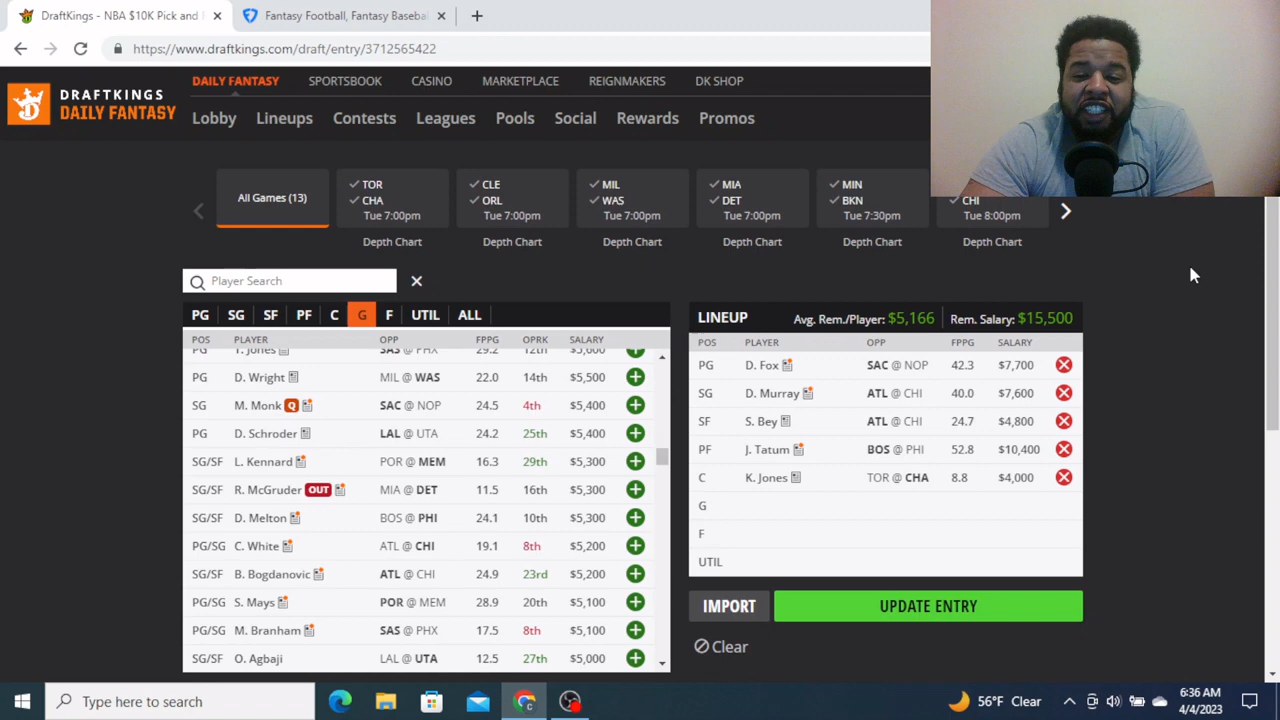 DraftKings - NBA $10K Pick and
Fantasy Football, Fantasy Baseba
https://www.draftkings.com/draft/entry/3712565422
DRAFTKINGS
DAILY FANTASY
DAILY FANTASY SPORTSBOOK CASINO MARKETPLACE REIGNMAKERS DK SHOP
Lobby Lineups Contests Leagues Pools Social Rewards Promos
All Games (13)
TOR
CHA
Tue 7:00pm
Depth Chart
CLE
ORL
Tue 7:00pm
Depth Chart
MIL
WAS
Tue 7:00pm
Depth Chart
MIA
DET
Tue 7:00pm
Depth Chart
MIN
BKN
Tue 7:30pm
Depth Chart
CHI
Tue 8:00pm
Depth Chart
Player Search
PG SG SF PF C G F UTIL ALL
POS PLAYER OPP FPPG OPRK SALARY
PG T. Jones SAS @ PHX 29.2 12th $5,600
PG D. Wright MIL @ WAS 22.0 14th $5,500
SG M. Monk Q SAC @ NOP 24.5 4th $5,400
PG D. Schroder LAL @ UTA 24.2 25th $5,400
SG/SF L. Kennard POR @ MEM 16.3 29th $5,300
SG/SF R. McGruder OUT MIA @ DET 11.5 16th $5,300
SG/SF D. Melton BOS @ PHI 24.1 10th $5,300
PG/SG C. White ATL @ CHI 19.1 8th $5,200
SG/SF B. Bogdanovic ATL @ CHI 24.9 23rd $5,200
PG/SG S. Mays POR @ MEM 28.9 20th $5,100
PG/SG M. Branham SAS @ PHX 17.5 8th $5,100
SG/SF O. Agbaji LAL @ UTA 12.5 27th $5,000
LINEUP Avg. Rem./Player: $5,166 Rem. Salary: $15,500
POS PLAYER OPP FPPG SALARY
PG D. Fox SAC @ NOP 42.3 $7,700
SG D. Murray ATL @ CHI 40.0 $7,600
SF S. Bey ATL @ CHI 24.7 $4,800
PF J. Tatum BOS @ PHI 52.8 $10,400
C K. Jones TOR @ CHA 8.8 $4,000
G
F
UTIL
IMPORT UPDATE ENTRY
Clear
Type here to search
56°F Clear
6:36 AM
4/4/2023